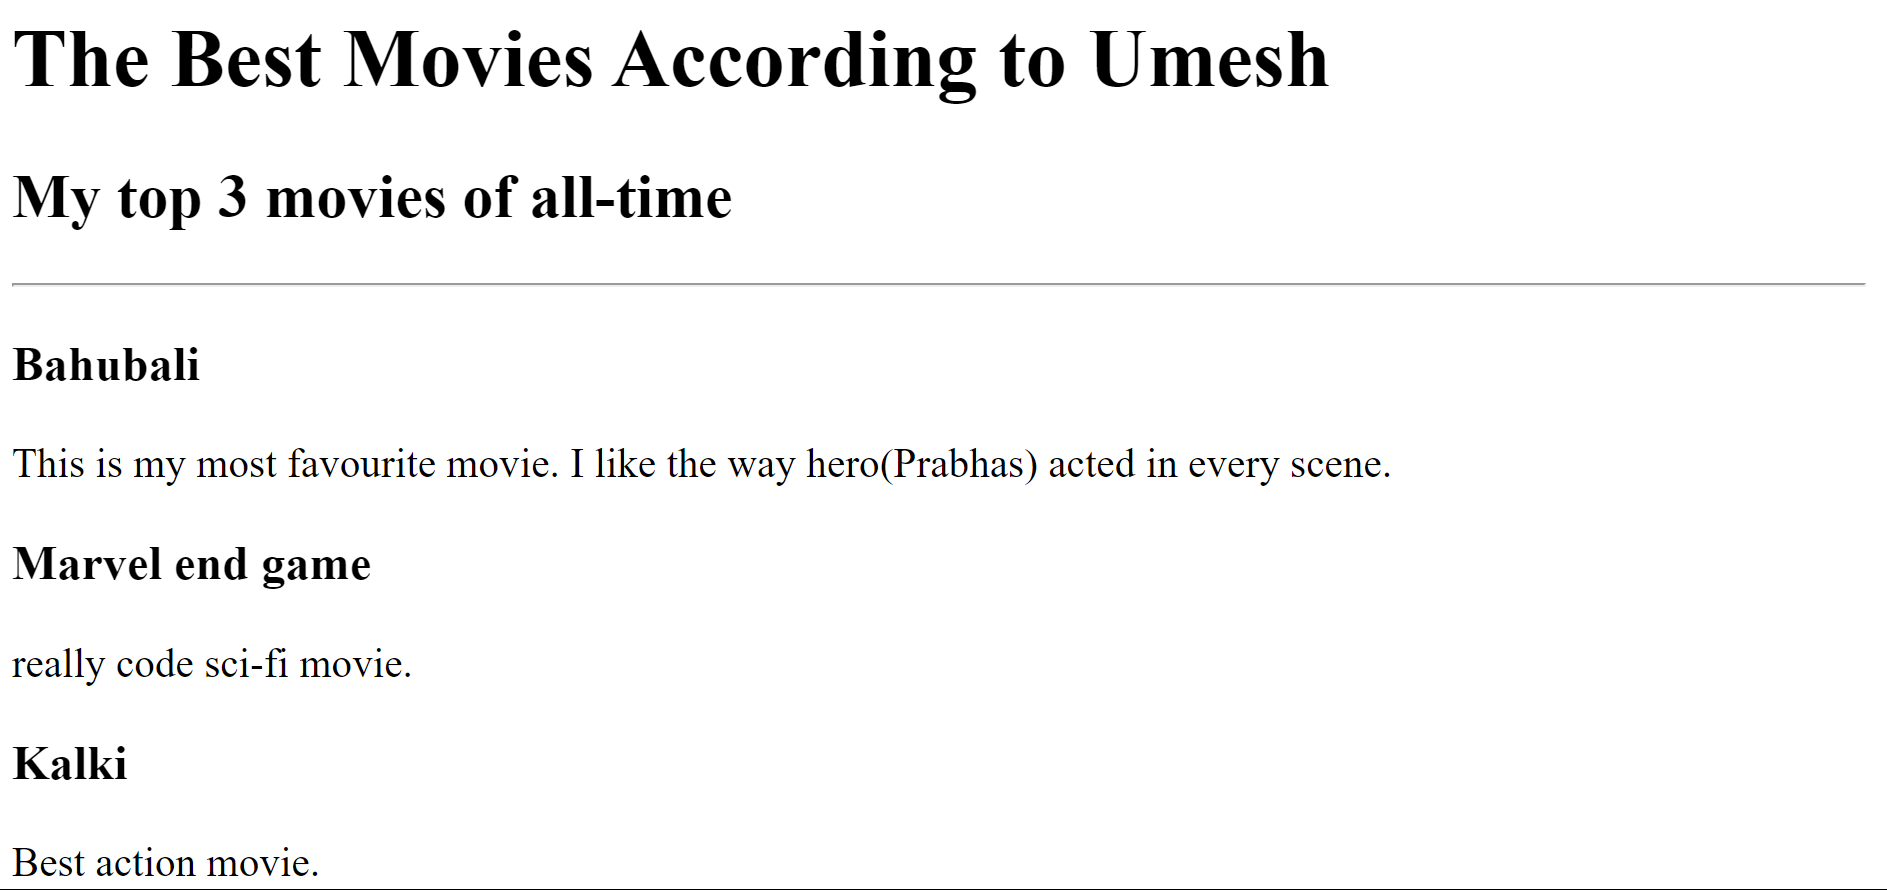 The Best Movies According to Umesh
My top 3 movies of all-time
Bahubali
This is my most favourite movie. I like the way hero(Prabhas) acted in every scene.
Marvel end game
really code sci-fi movie.
Kalki
Best action movie.